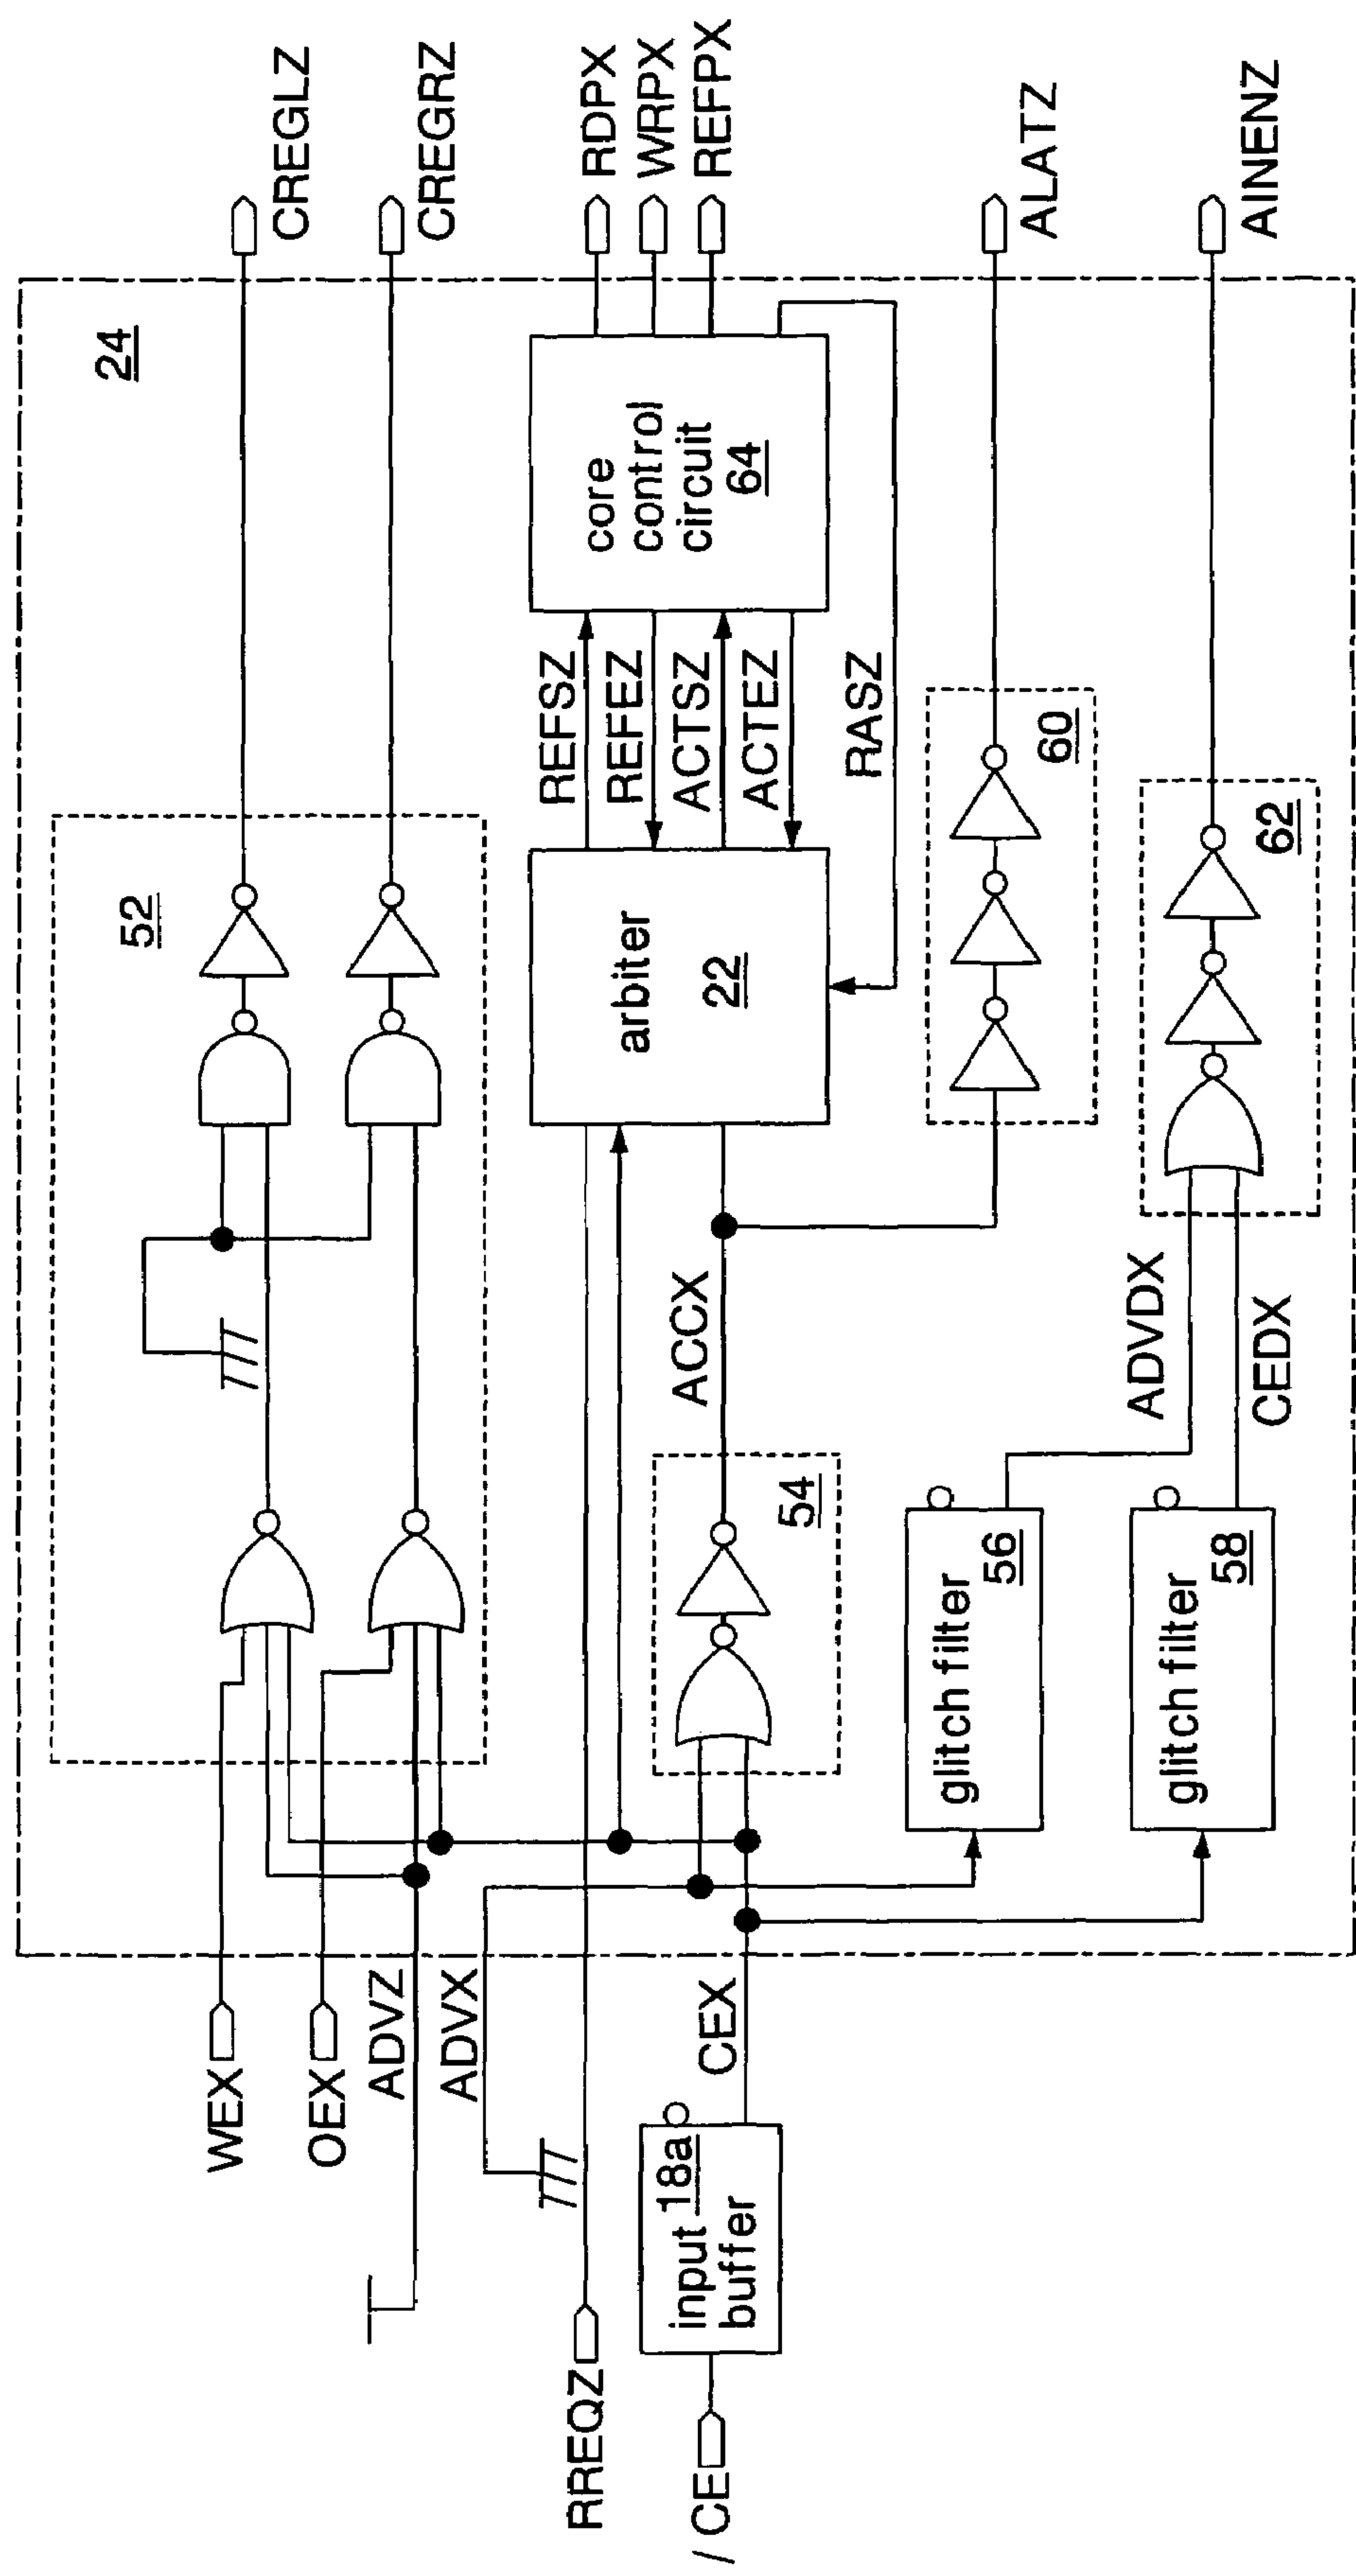 24
WEX
OEX
ADVZ
ADVX
RREQZ
/ CE
input 18a
buffer
CEX
52
CREGLZ
CREGRZ
54
ACCX
arbiter
22
REFSZ
REFEZ
ACTSZ
ACTEZ
RASZ
core
control
circuit
64
RDPX
WRPX
REFPX
glitch filter
56
glitch filter
58
ADVDX
CEDX
60
62
ALATZ
AINENZ